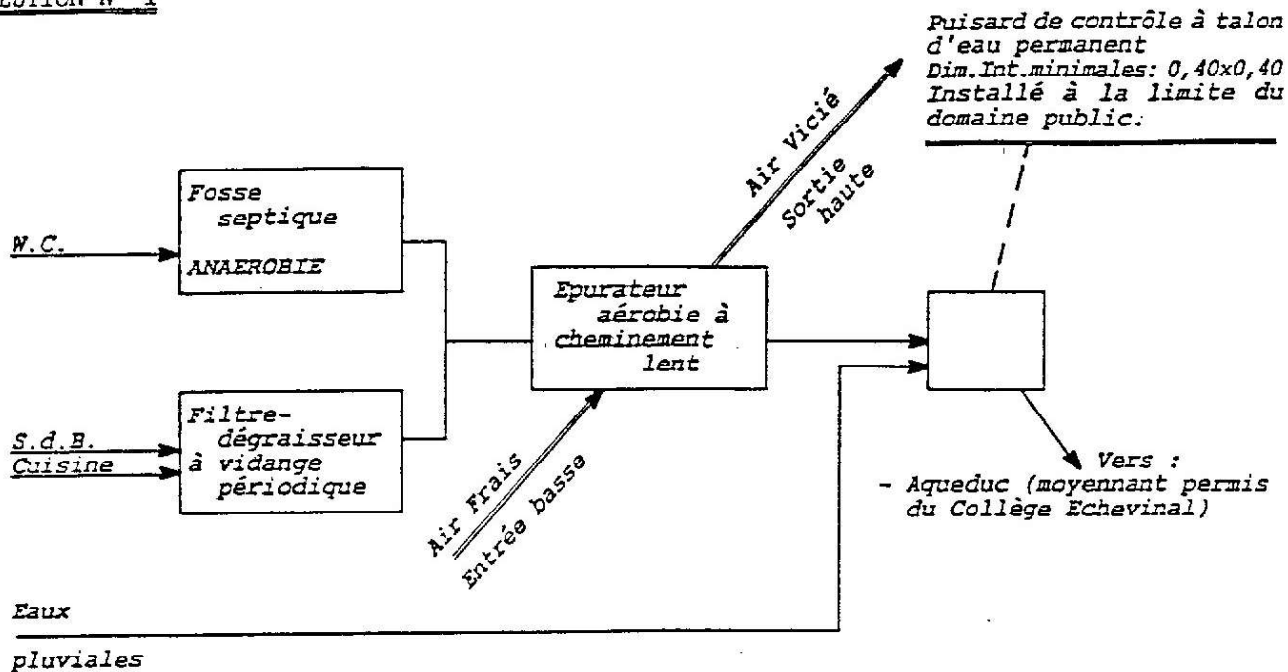 N° 1
Puisard de contrôle à talon
d'eau permanent
Dim.Int.minimales: 0,40x0,40
Installé à la limite du
domaine public.
Air Vicié
Sortie
haute
Fosse
septique
ANAEROBIE
W.C.
Epurateur
aérobie à
cheminement
lent
Filtre-
dégraisseur
à vidange
périodique
S.d.B.
Cuisine
Air Frais
Entrée basse
Vers :
- Aqueduc (moyennant permis
du Collège Echevinal)
Eaux
pluviales